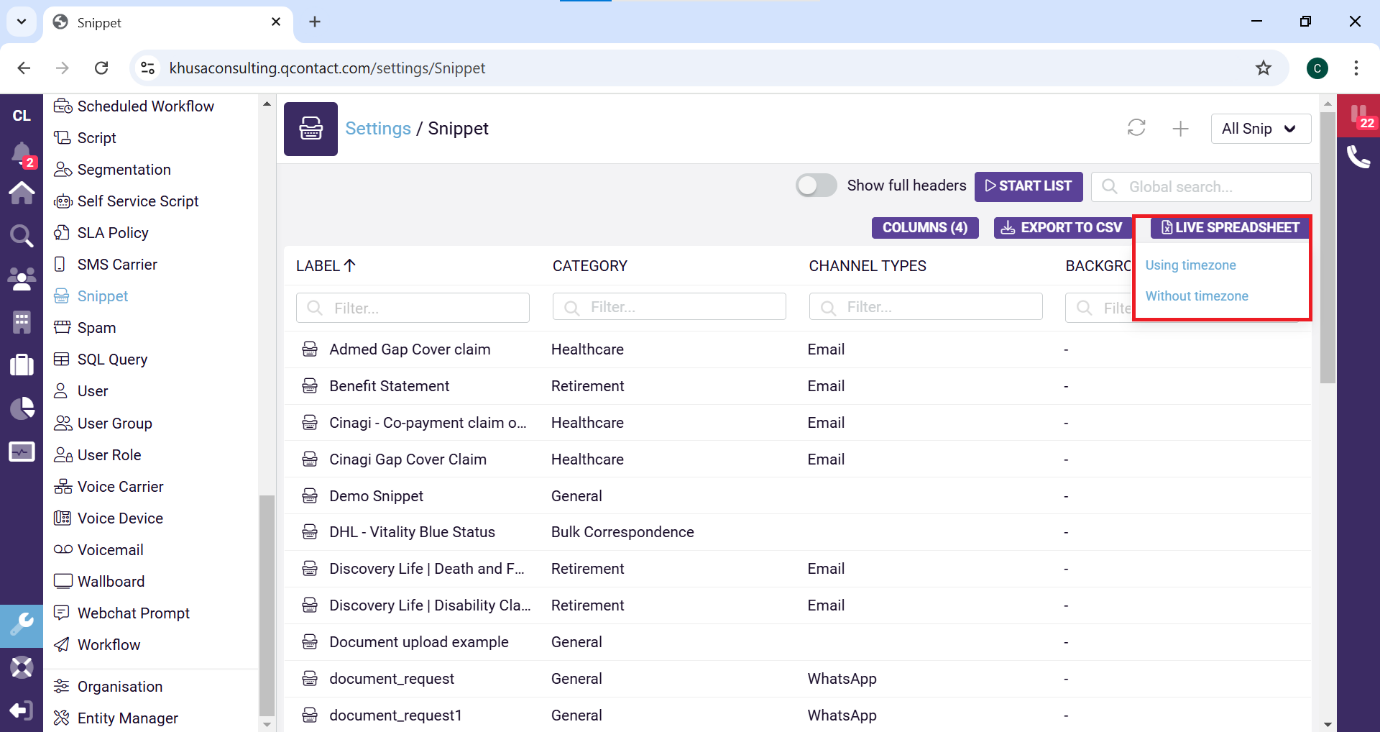 Snippet
khusaconsulting.qcontact.com/settings/Snippet
C
CL
2
22
Scheduled Workflow
Script
Segmentation
Self Service Script
SLA Policy
SMS Carrier
Snippet
Spam
SQL Query
User
User Group
User Role
Voice Carrier
Voice Device
Voicemail
Wallboard
Webchat Prompt
Workflow
Organisation
Entity Manager
Settings / Snippet
All Snip
Show full headers START LIST Global search...
COLUMNS (4) EXPORT TO CSV LIVE SPREADSHEET
Using timezone
Without timezone
LABEL CATEGORY CHANNEL TYPES BACKGRO
Filter... Filter... Filter... Filte
Admed Gap Cover claim Healthcare Email -
Benefit Statement Retirement Email -
Cinagi - Co-payment claim o... Healthcare Email -
Cinagi Gap Cover Claim Healthcare Email -
Demo Snippet General -
DHL - Vitality Blue Status Bulk Correspondence -
Discovery Life | Death and F... Retirement Email -
Discovery Life | Disability Cla... Retirement Email -
Document upload example General -
document_request General WhatsApp -
document_request1 General WhatsApp -